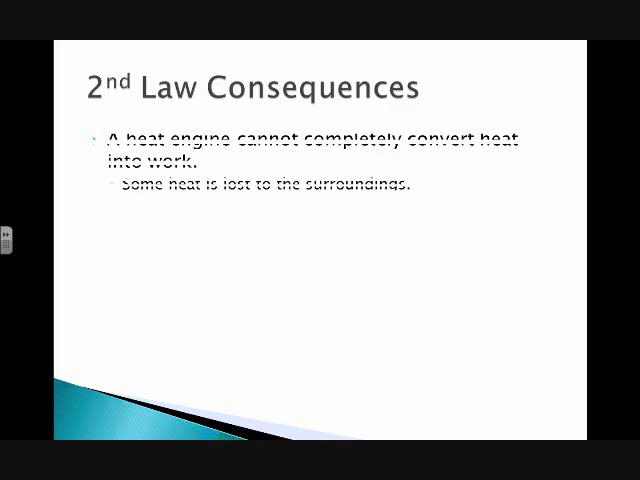 2nd Law Consequences
A heat engine cannot completely convert heat
into work.
Some heat is lost to the surroundings.